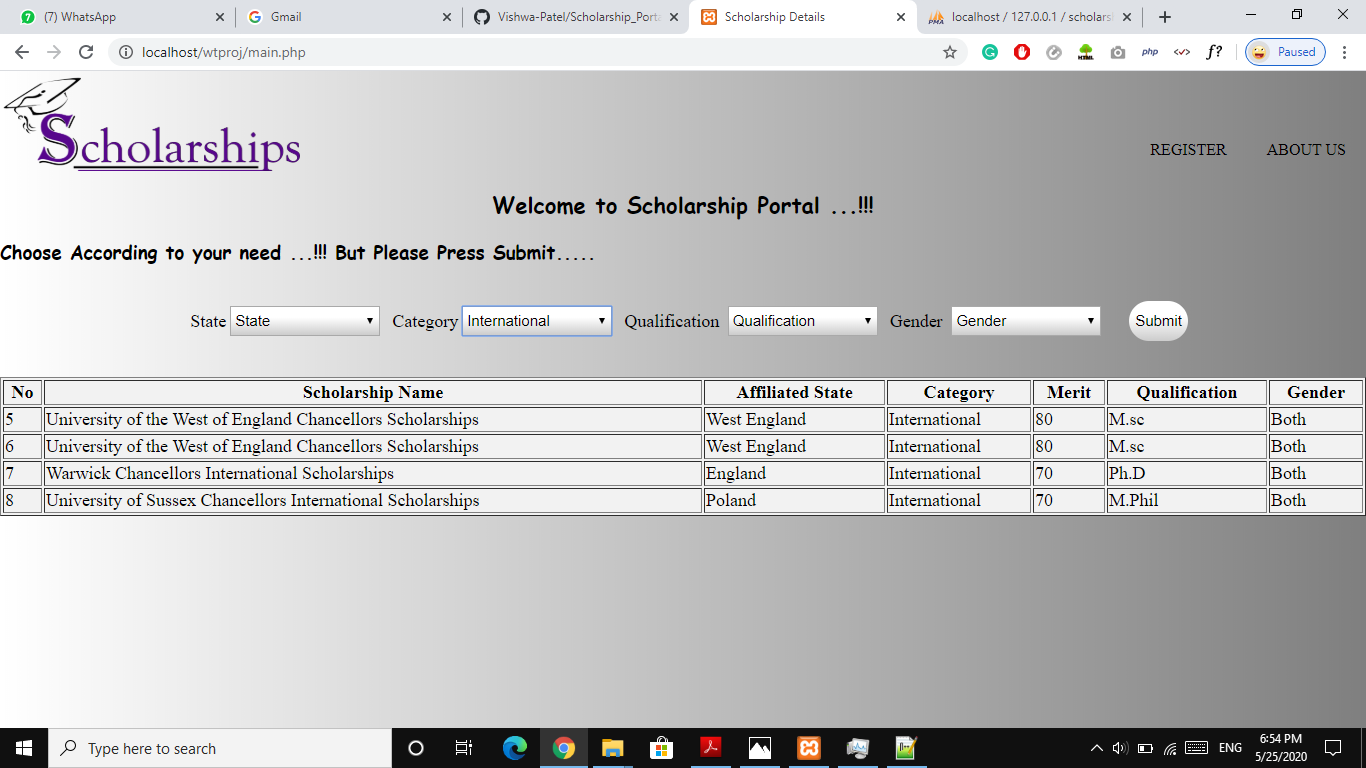 (7) WhatsApp
Gmail
Vishwa-Patel/Scholarship_Porta
Scholarship Details
localhost / 127.0.0.1 / scholars
localhost/wtproj/main.php
php
f?
Paused
Scholarships
REGISTER ABOUT US
Welcome to Scholarship Portal ...!!!
Choose According to your need ...!!! But Please Press Submit.....
State State Category International Qualification Qualification Gender Gender Submit
No Scholarship Name Affiliated State Category Merit Qualification Gender
5 University of the West of England Chancellors Scholarships West England International 80 M.sc Both
6 University of the West of England Chancellors Scholarships West England International 80 M.sc Both
7 Warwick Chancellors International Scholarships England International 70 Ph.D Both
8 University of Sussex Chancellors International Scholarships Poland International 70 M.Phil Both
Type here to search
ENG
6:54 PM
5/25/2020